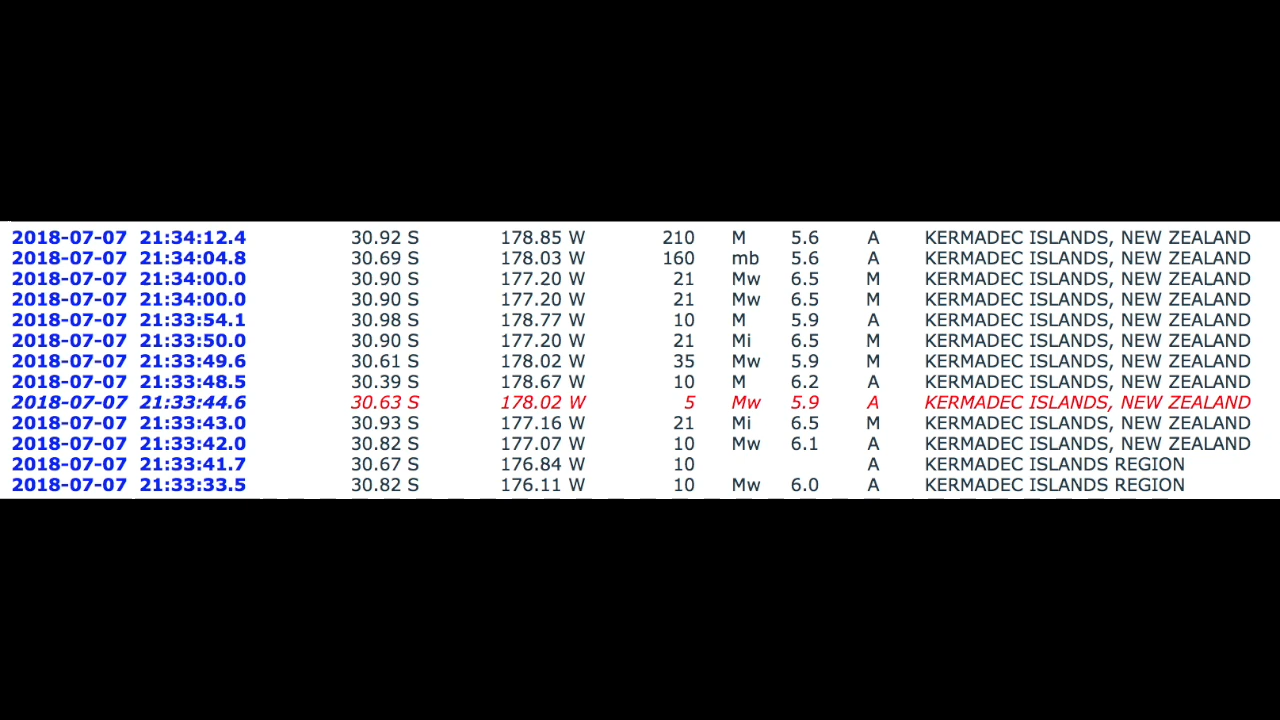 2018-07-07 21:34:12.4 30.92 S 178.85 W 210 M 5.6 A KERMADEC ISLANDS, NEW ZEALAND
2018-07-07 21:34:04.8 30.69 S 178.03 W 160 mb 5.6 A KERMADEC ISLANDS, NEW ZEALAND
2018-07-07 21:34:00.0 30.90 S 177.20 W 21 Mw 6.5 M KERMADEC ISLANDS, NEW ZEALAND
2018-07-07 21:34:00.0 30.90 S 177.20 W 21 Mw 6.5 M KERMADEC ISLANDS, NEW ZEALAND
2018-07-07 21:33:54.1 30.98 S 178.77 W 10 M 5.9 A KERMADEC ISLANDS, NEW ZEALAND
2018-07-07 21:33:50.0 30.90 S 177.20 W 21 Mi 6.5 M KERMADEC ISLANDS, NEW ZEALAND
2018-07-07 21:33:49.6 30.61 S 178.02 W 35 Mw 5.9 M KERMADEC ISLANDS, NEW ZEALAND
2018-07-07 21:33:48.5 30.39 S 178.67 W 10 M 6.2 A KERMADEC ISLANDS, NEW ZEALAND
2018-07-07 21:33:44.6 30.63 S 178.02 W 5 Mw 5.9 A KERMADEC ISLANDS, NEW ZEALAND
2018-07-07 21:33:43.0 30.93 S 177.16 W 21 Mi 6.5 M KERMADEC ISLANDS, NEW ZEALAND
2018-07-07 21:33:42.0 30.82 S 177.07 W 10 Mw 6.1 A KERMADEC ISLANDS, NEW ZEALAND
2018-07-07 21:33:41.7 30.67 S 176.84 W 10 A KERMADEC ISLANDS REGION
2018-07-07 21:33:33.5 30.82 S 176.11 W 10 Mw 6.0 A KERMADEC ISLANDS REGION